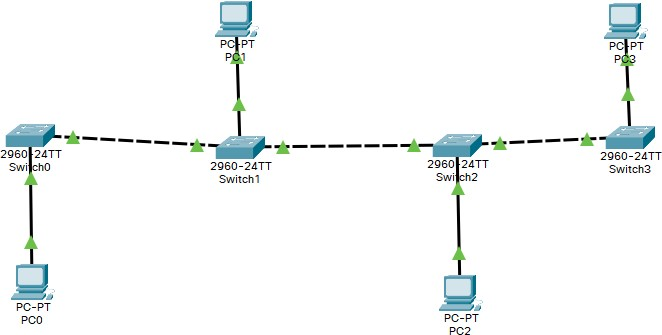 PC-PT
PC1
PC-PT
PC3
2960-24TT
Switch0
2960-24TT
Switch1
2960-24TT
Switch2
2960-24TT
Switch3
PC-PT
PC0
PC-PT
PC2